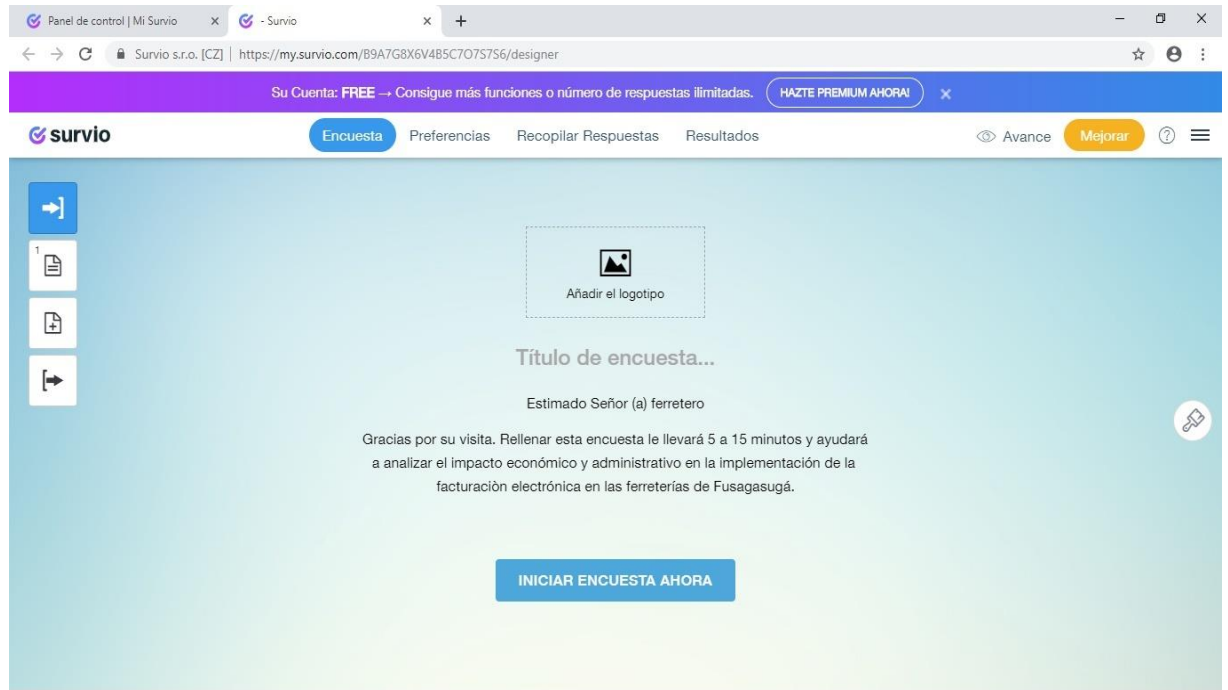 Panel de control | Mi Survio
- Survio
Survio s.r.o. [CZ] | https://my.survio.com/B9A7G8X6V4B5C7O7S7S6/designer
Su Cuenta: FREE → Consigue más funciones o número de respuestas ilimitadas. HAZTE PREMIUM AHORA!
survio Encuesta Preferencias Recopilar Respuestas Resultados Avance Mejorar
1
Añadir el logotipo
Título de encuesta...
Estimado Señor (a) ferretero
Gracias por su visita. Rellenar esta encuesta le llevará 5 a 15 minutos y ayudará
a analizar el impacto económico y administrativo en la implementación de la
facturaciòn electrónica en las ferreterías de Fusagasugá.
INICIAR ENCUESTA AHORA